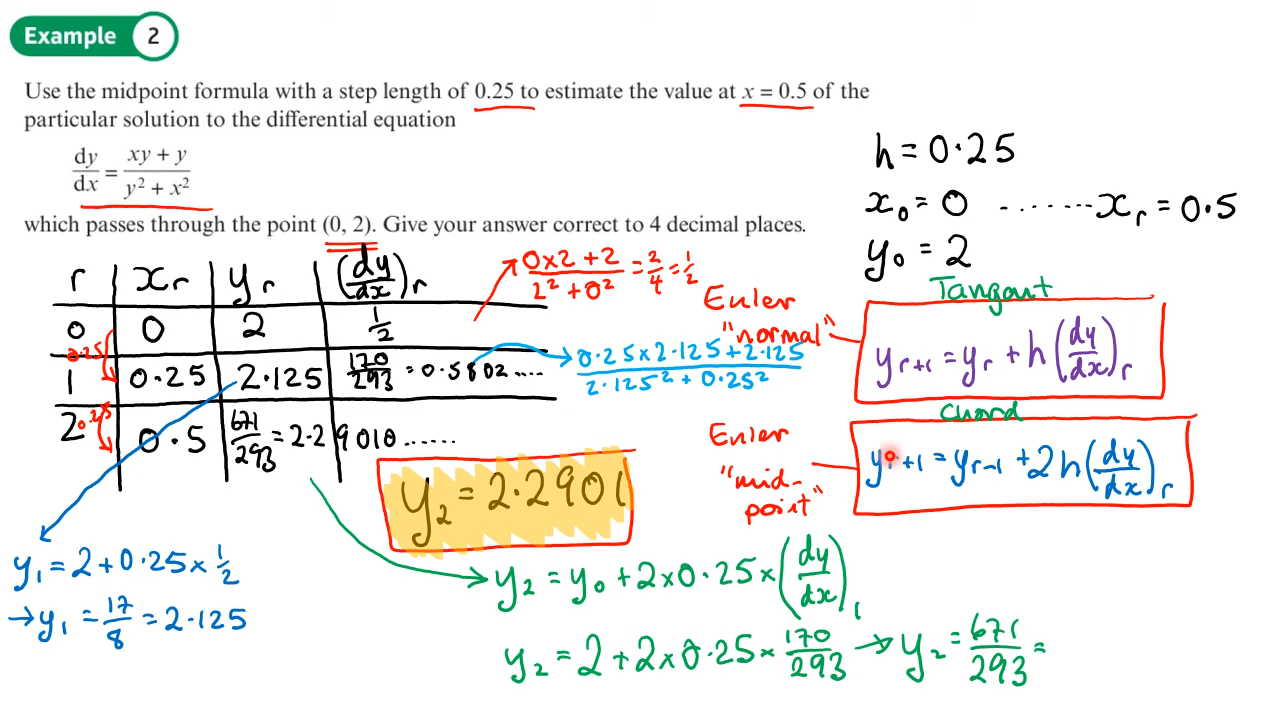 Example 2
Use the midpoint formula with a step length of 0.25 to estimate the value at x = 0.5 of the
particular solution to the differential equation
dy/dx = (xy + y)/(y² + x²)
which passes through the point (0, 2). Give your answer correct to 4 decimal places.
h = 0.25
x₀ = 0 ....... xᵣ = 0.5
y₀ = 2
r xᵣ yᵣ (dy/dx)ᵣ
0 0 2 1/2
0.25
1 0.25 2.125 170/293 = 0.5802.....
0.25
2 0.5 671/293 = 2.29010......
(0×2+2)/(2²+0²) = 2/4 = 1/2
(0.25×2.125+2.125)/(2.125²+0.25²)
Euler
"normal"
Tangent
yᵣ₊₁ = yᵣ + h(dy/dx)ᵣ
Euler
"mid-
point"
Chord
yᵣ₊₁ = yᵣ₋₁ + 2h(dy/dx)ᵣ
y₂ = 2.2901
y₁ = 2+0.25×1/2
→y₁ = 17/8 = 2.125
y₂ = y₀ + 2×0.25×(dy/dx)₁
y₂ = 2+2×0.25×170/293 → y₂ = 671/293 =